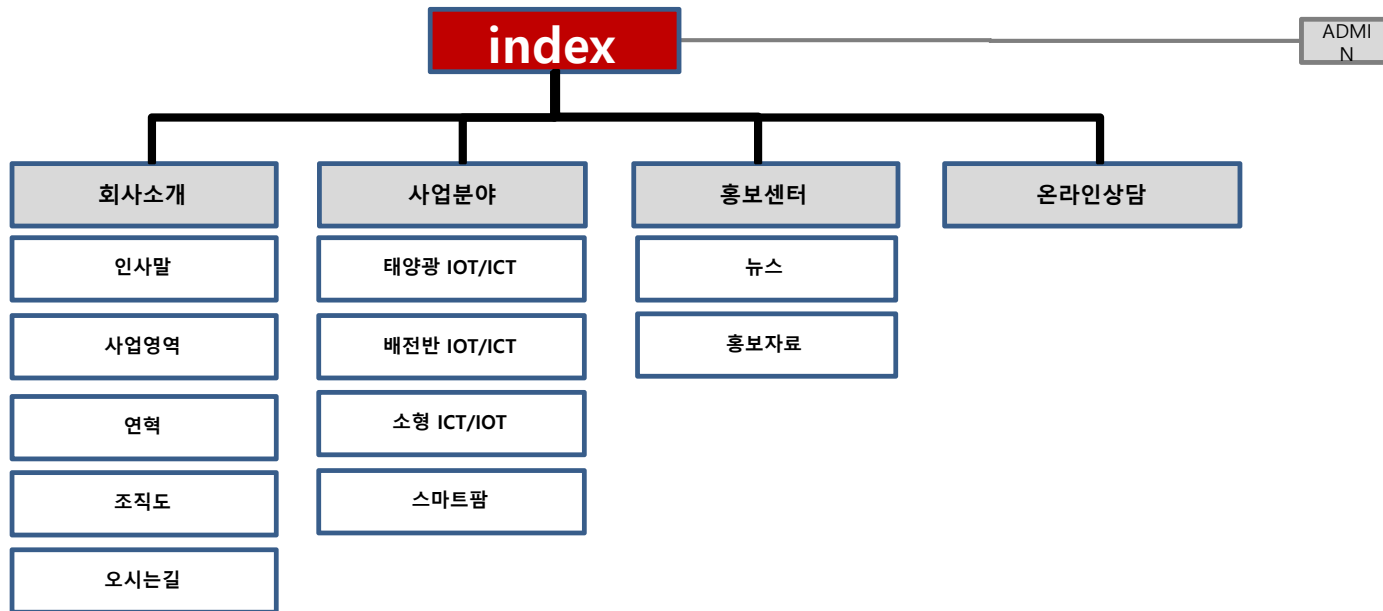 index
ADMI
N
회사소개
사업분야
홍보센터
온라인상담
인사말
태양광 IOT/ICT
뉴스
사업영역
배전반 IOT/ICT
홍보자료
연혁
소형 ICT/IOT
조직도
스마트팜
오시는길